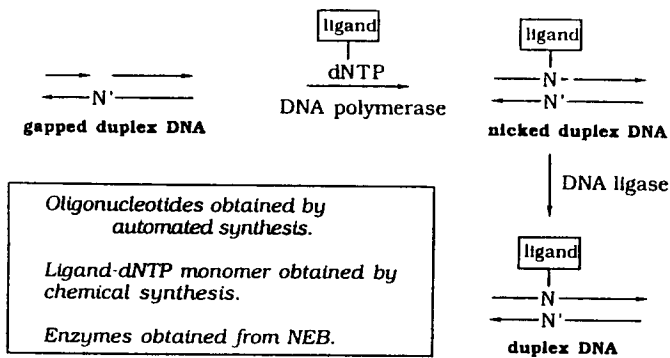 ligand
dNTP
DNA polymerase
N'
gapped duplex DNA
ligand
N
N'
nicked duplex DNA
DNA ligase
ligand
N
N'
duplex DNA
Oligonucleotides obtained by
automated synthesis.
Ligand-dNTP monomer obtained by
chemical synthesis.
Enzymes obtained from NEB.